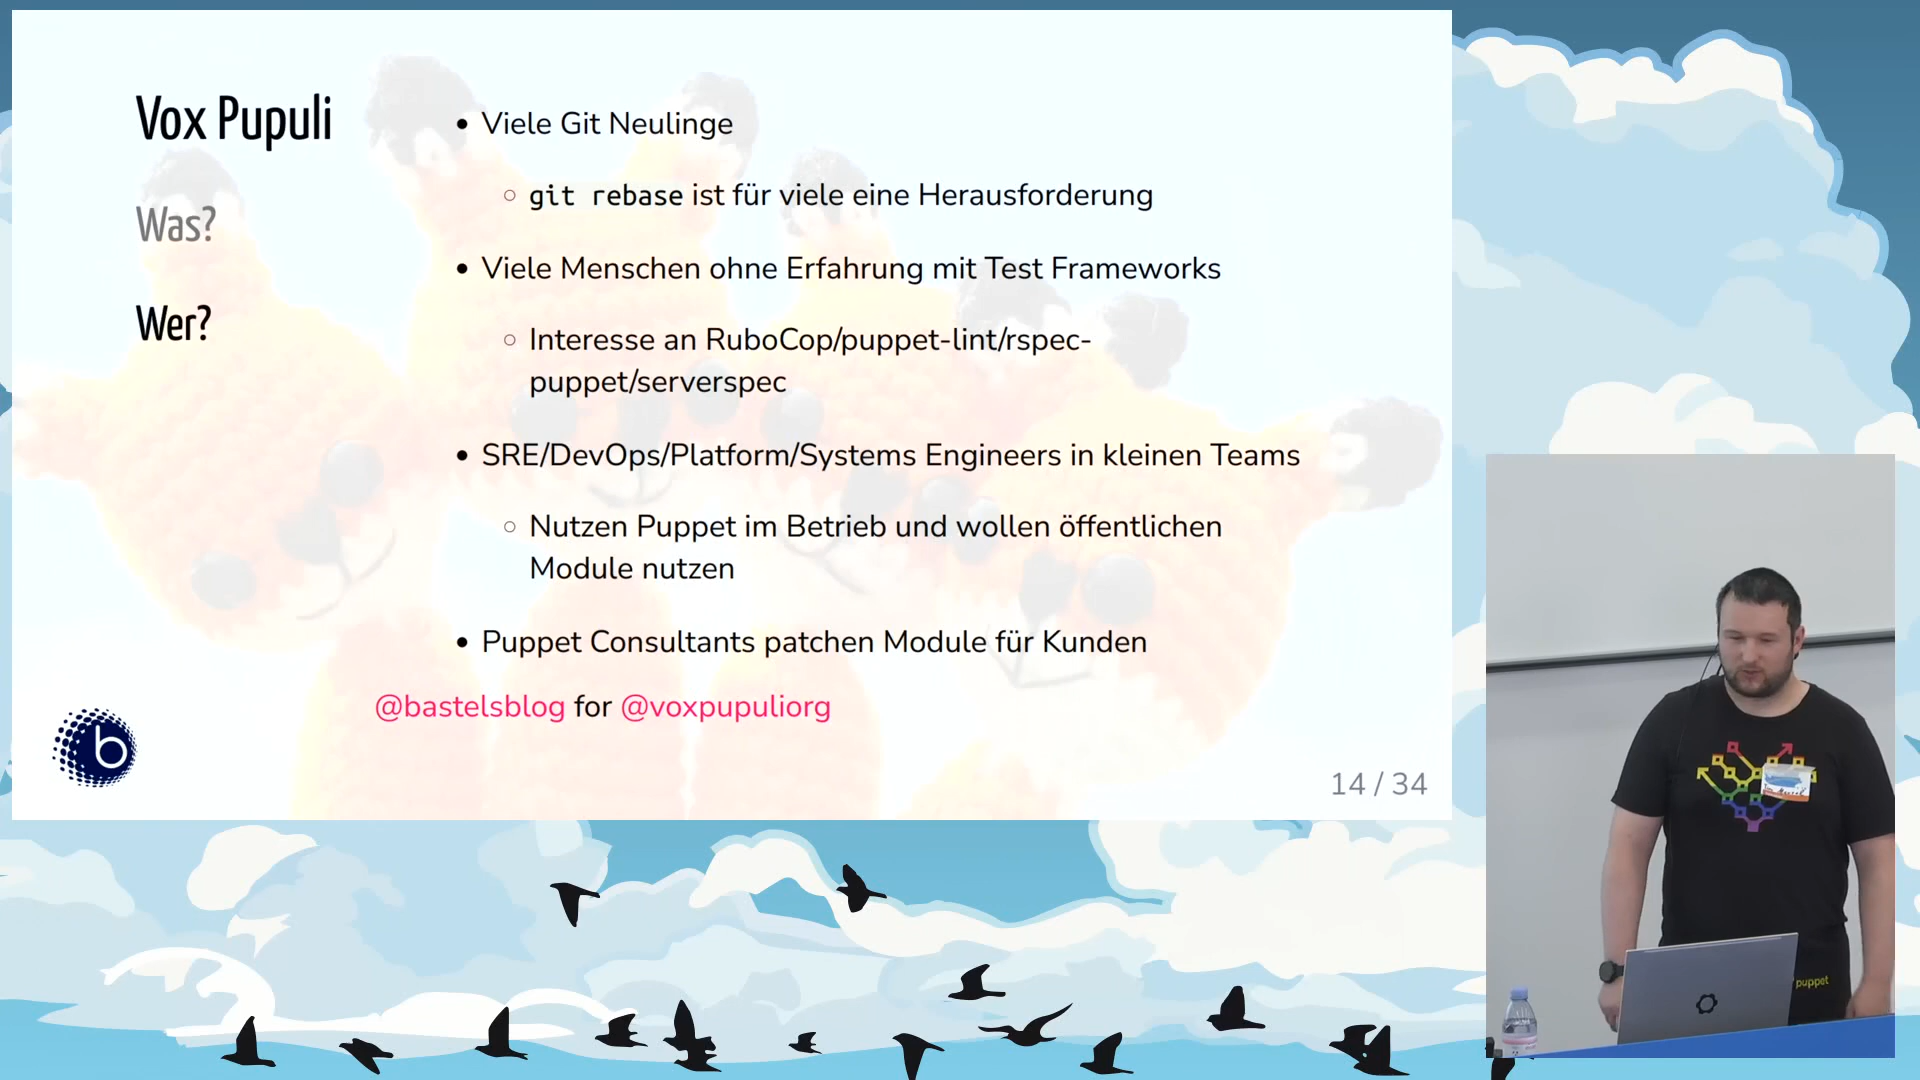 Vox Pupuli
Was?
Wer?
• Viele Git Neulinge
◦ git rebase ist für viele eine Herausforderung
• Viele Menschen ohne Erfahrung mit Test Frameworks
◦ Interesse an RuboCop/puppet-lint/rspec-
puppet/serverspec
• SRE/DevOps/Platform/Systems Engineers in kleinen Teams
◦ Nutzen Puppet im Betrieb und wollen öffentlichen
Module nutzen
• Puppet Consultants patchen Module für Kunden
@bastelsblog for @voxpupuliorg
b
14 / 34
puppet